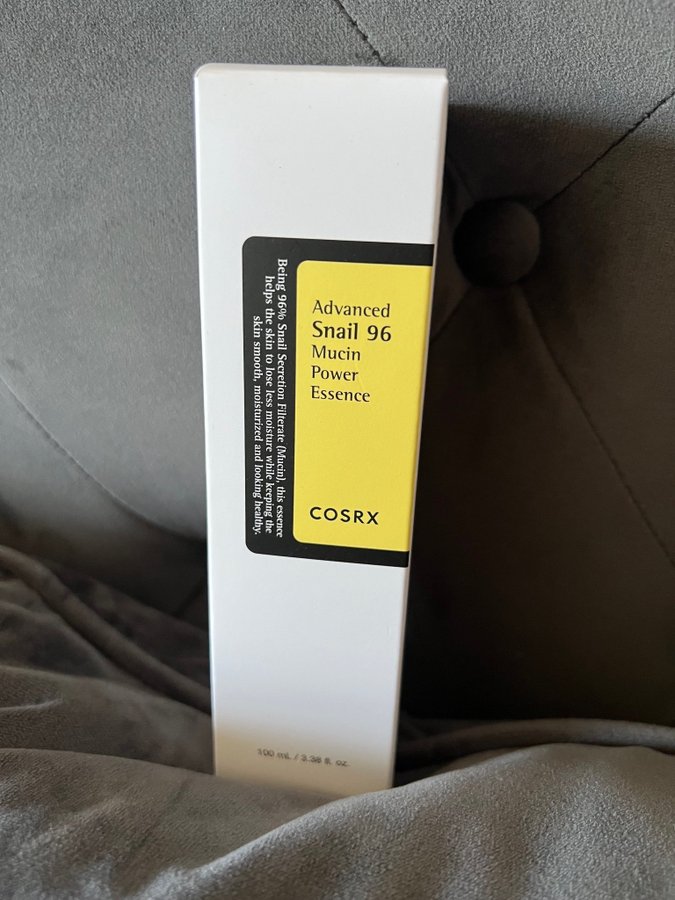 Advanced
Snail 96
Mucin
Power
Essence
COSRX
Being 96% Snail Secretion Filterate (Mucin), this essence
helps the skin to lose less moisture while keeping the
skin smooth, moisturized and looking healthy.
100 mL / 3.38 fl. oz.